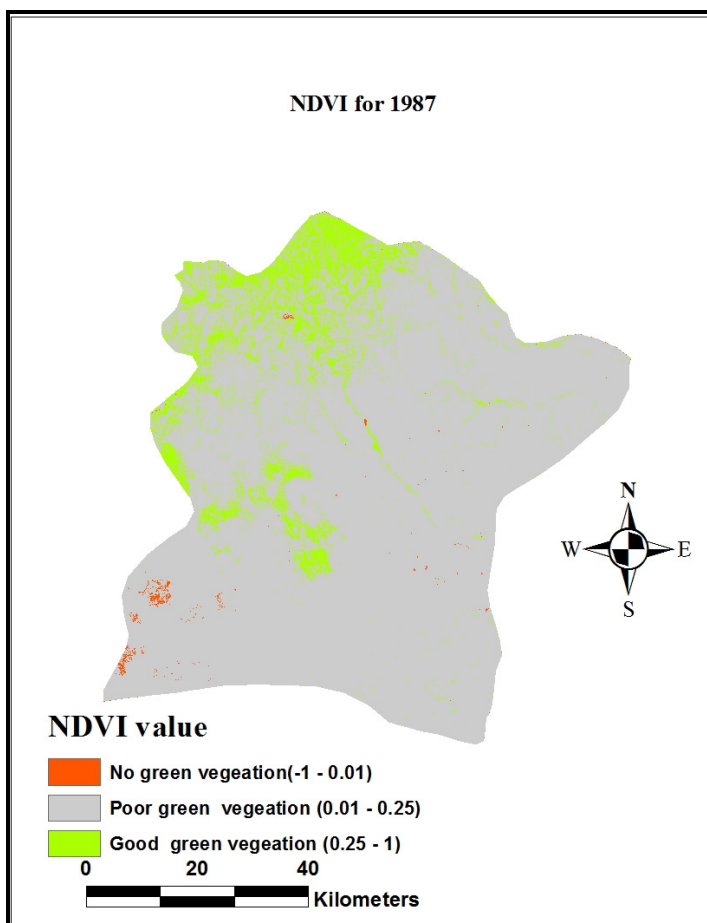 NDVI for 1987
N
W E
S
NDVI value
No green vegeation(-1 - 0.01)
Poor green vegeation (0.01 - 0.25)
Good green vegeation (0.25 - 1)
0 20 40
Kilometers